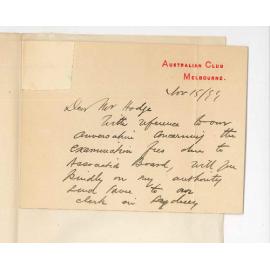 AUSTRALIAN CLUB
MELBOURNE.
Nov 15/99
Dear Mr Hodge
With reference to our
conversation concerning the
examination fees due to
Associated Board, will you
kindly on my authority
send same to our
clerk in Sydney